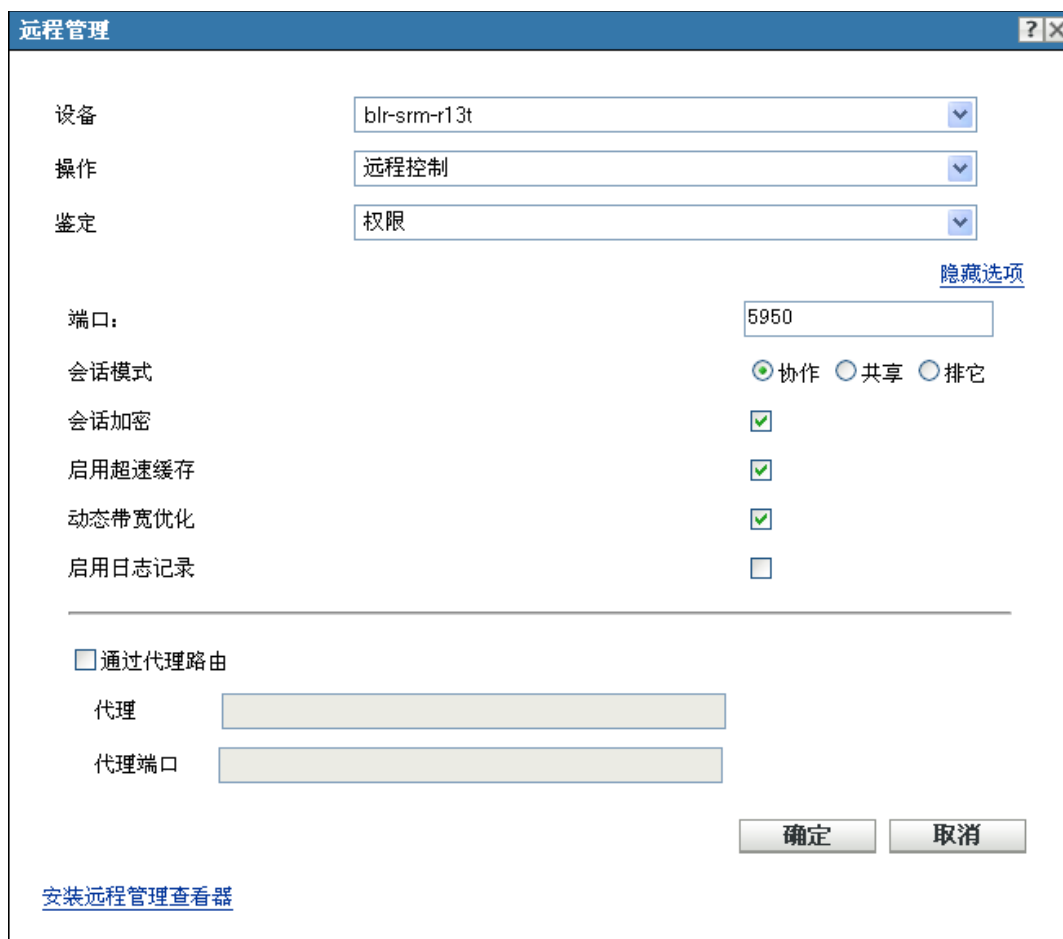 远程管理
设备 blr-srm-r13t
操作 远程控制
鉴定 权限
隐藏选项
端口： 5950
会话模式 协作 共享 排它
会话加密
启用超速缓存
动态带宽优化
启用日志记录
通过代理路由
代理
代理端口
确定 取消
安装远程管理查看器